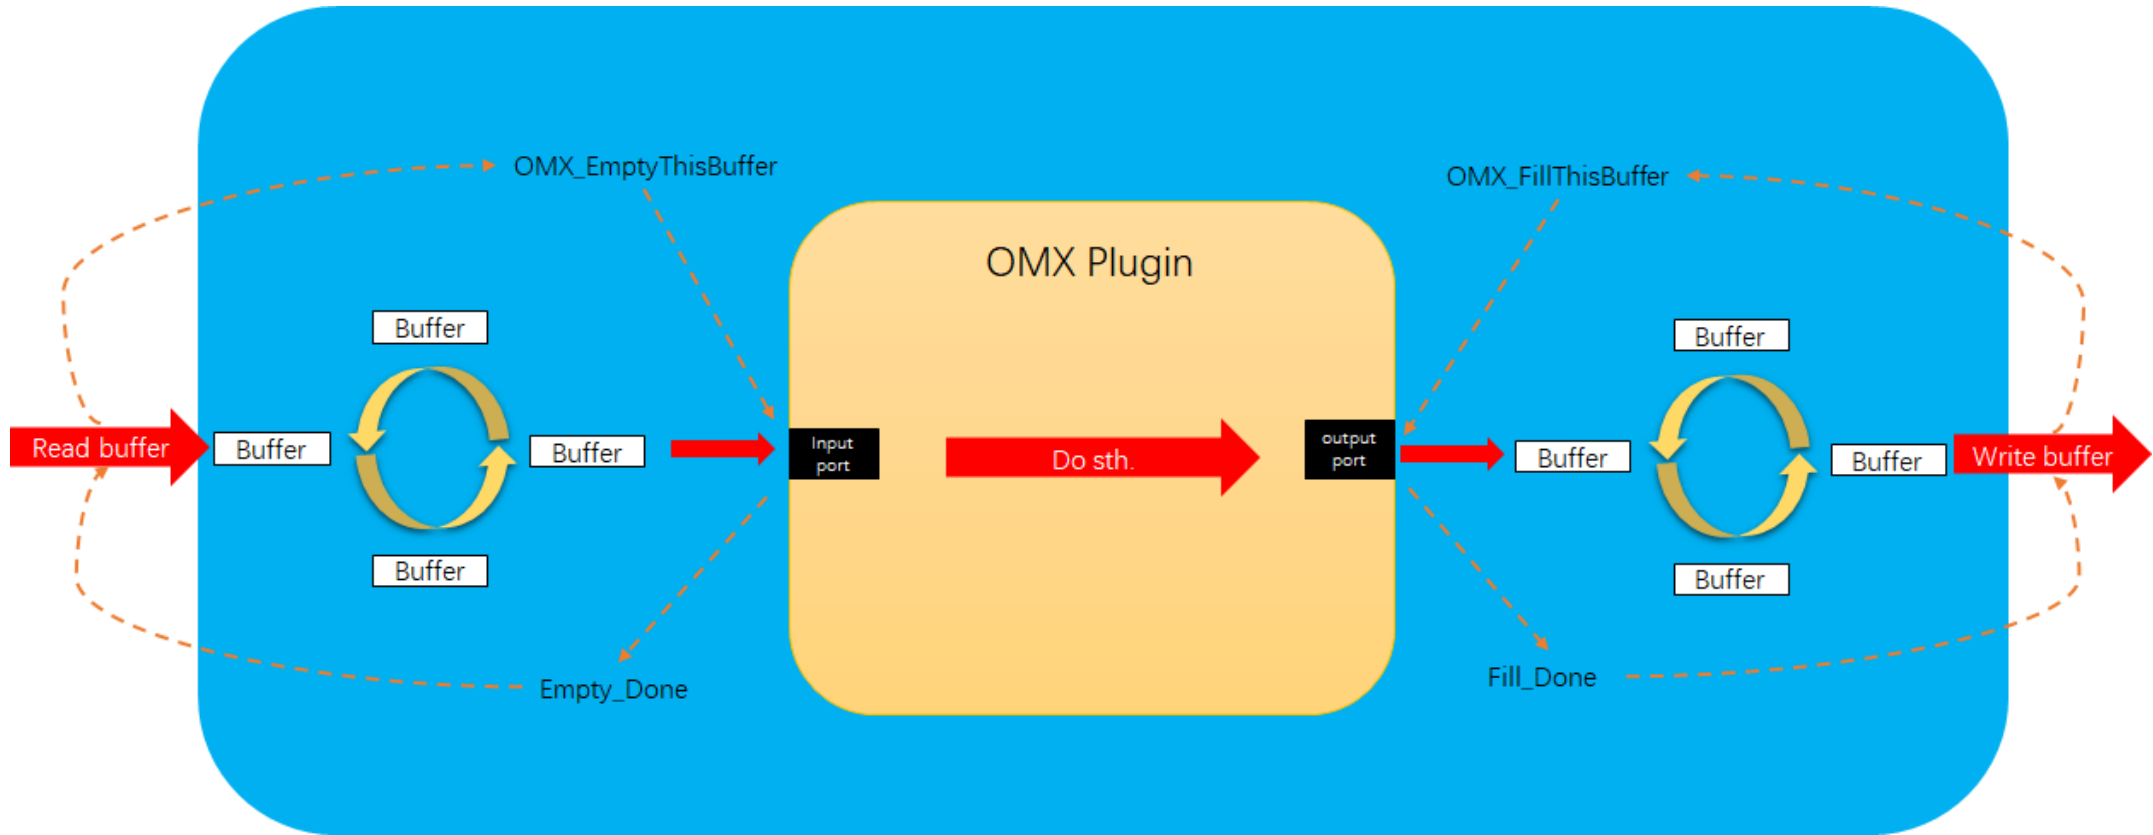 OMX_EmptyThisBuffer
OMX_FillThisBuffer
OMX Plugin
Buffer
Buffer
Read buffer
Buffer
Buffer
Input
port
Do sth.
output
port
Buffer
Buffer
Write buffer
Buffer
Buffer
Empty_Done
Fill_Done